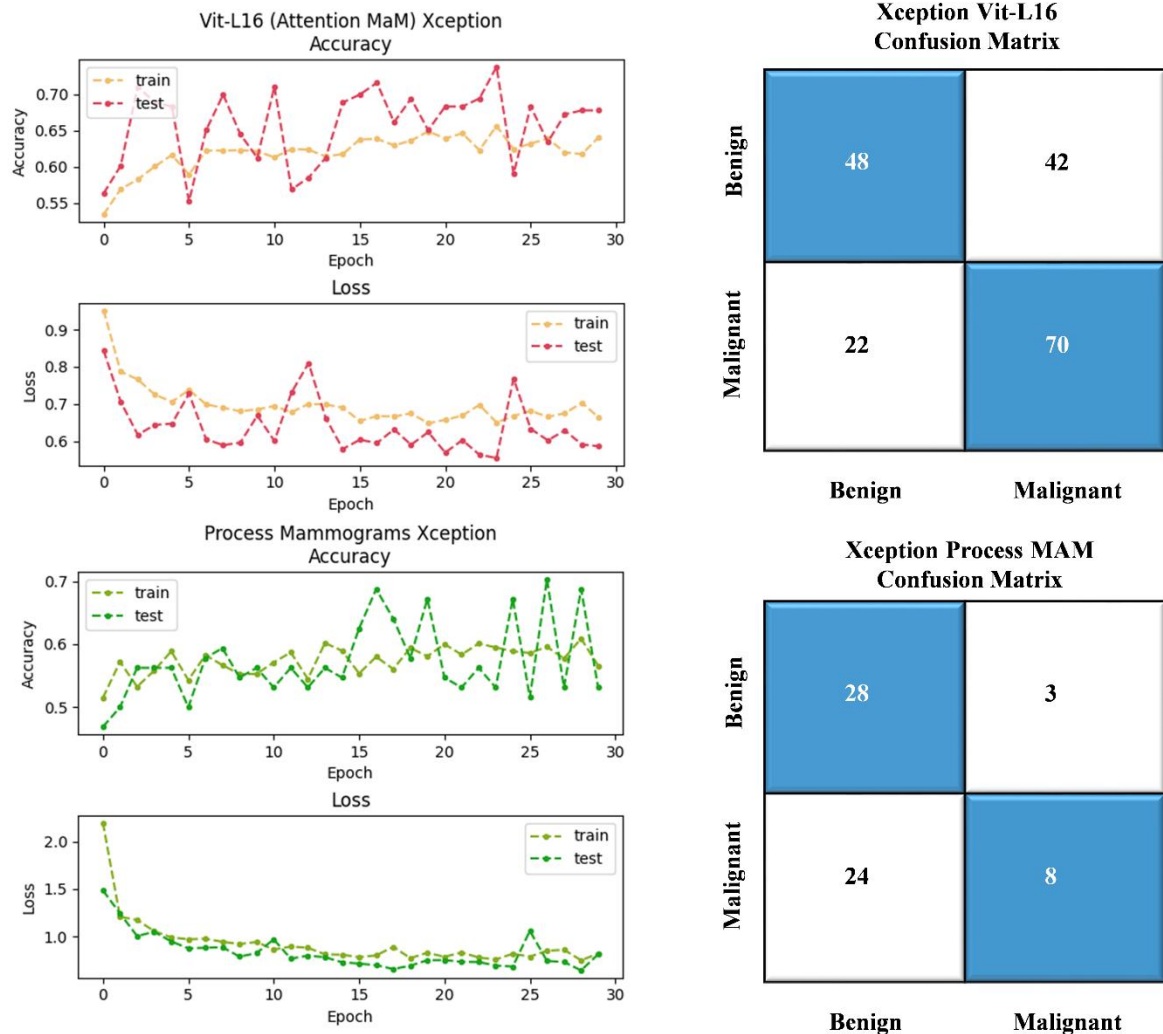 Vit-L16 (Attention MaM) Xception
Accuracy
train
test
0.70
0.65
0.60
0.55
Accuracy
0 5 10 15 20 25 30
Epoch
Loss
train
test
0.9
0.8
0.7
0.6
Loss
0 5 10 15 20 25 30
Epoch
Process Mammograms Xception
Accuracy
train
test
0.7
0.6
0.5
Accuracy
0 5 10 15 20 25 30
Epoch
Loss
train
test
2.0
1.5
1.0
Loss
0 5 10 15 20 25 30
Epoch
Xception Vit-L16
Confusion Matrix
Benign
48 42
Malignant
22 70
Benign Malignant
Xception Process MAM
Confusion Matrix
Benign
28 3
Malignant
24 8
Benign Malignant